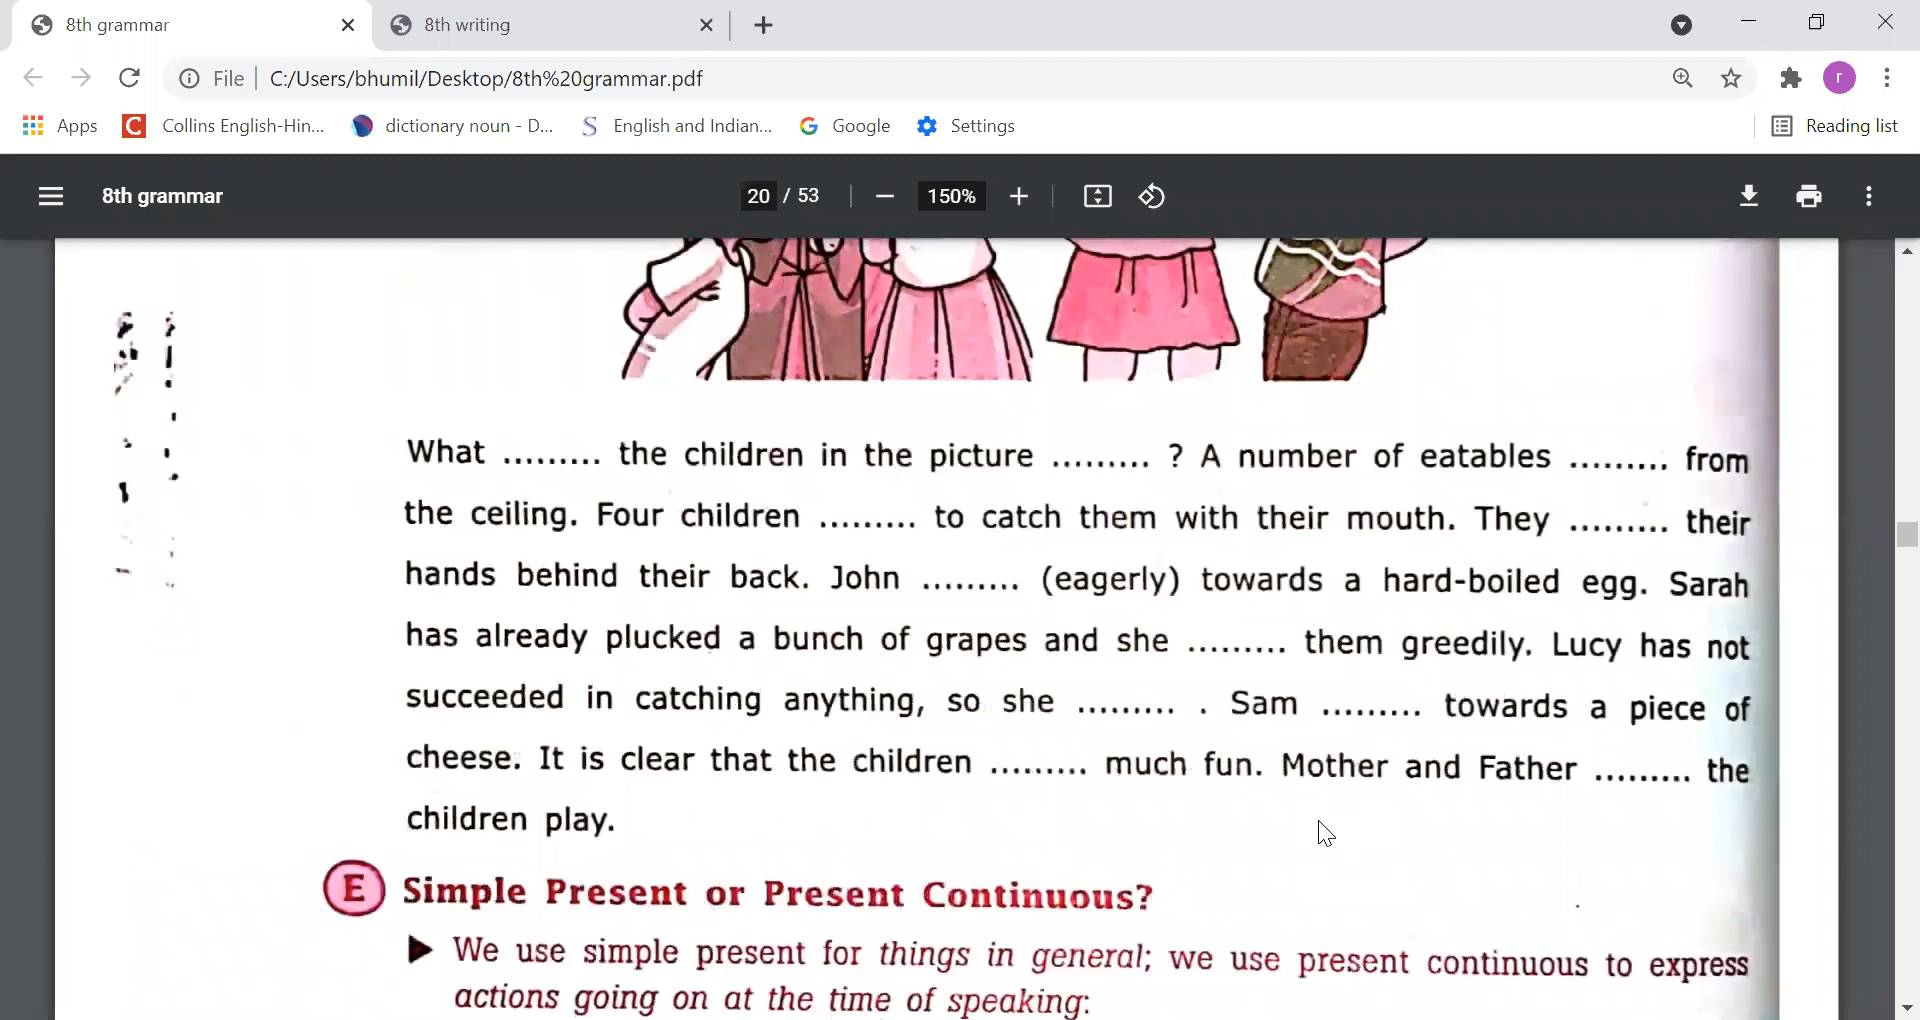 8th grammar
8th writing
File
C:/Users/bhumil/Desktop/8th%20grammar.pdf
r
Apps
C
Collins English-Hin...
dictionary noun - D...
S
English and Indian...
G
Google
Settings
Reading list
8th grammar
20 / 53
150%
What ......... the children in the picture ......... ? A number of eatables ......... from
the ceiling. Four children ......... to catch them with their mouth. They ......... their
hands behind their back. John ......... (eagerly) towards a hard-boiled egg. Sarah
has already plucked a bunch of grapes and she ......... them greedily. Lucy has not
succeeded in catching anything, so she ......... . Sam ......... towards a piece of
cheese. It is clear that the children ......... much fun. Mother and Father ......... the
children play.
E Simple Present or Present Continuous?
We use simple present for things in general; we use present continuous to express
actions going on at the time of speaking: